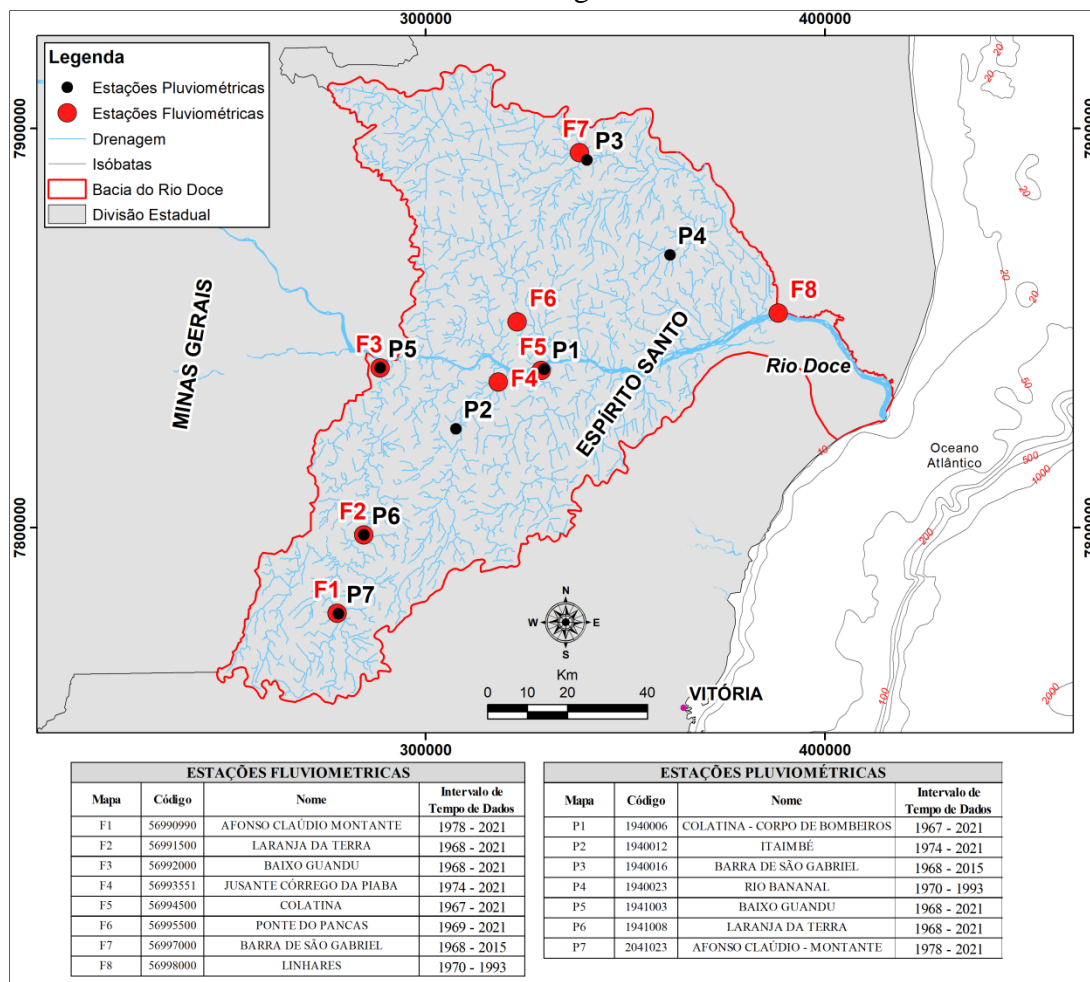 300000
400000
Legenda
Estações Pluviométricas
Estações Fluviométricas
Drenagem
Isóbatas
Bacia do Rio Doce
Divisão Estadual
7900000
7900000
F7
P3
P4
F8
F6
F5
P1
F3
P5
F4
P2
Rio Doce
MINAS GERAIS
ESPÍRITO SANTO
Oceano
Atlântico
F2
P6
F1
P7
7800000
7800000
20
20
20
20
20
50
50
10
500
1000
200
100
2000
N
W
E
S
Km
0 10 20 40
VITÓRIA
300000
400000
ESTAÇÕES FLUVIOMETRICAS
Mapa Código Nome Intervalo de
Tempo de Dados
F1 56990990 AFONSO CLAÚDIO MONTANTE 1978 - 2021
F2 56991500 LARANJA DA TERRA 1968 - 2021
F3 56992000 BAIXO GUANDU 1968 - 2021
F4 56993551 JUSANTE CÓRREGO DA PIABA 1974 - 2021
F5 56994500 COLATINA 1967 - 2021
F6 56995500 PONTE DO PANCAS 1969 - 2021
F7 56997000 BARRA DE SÃO GABRIEL 1968 - 2015
F8 56998000 LINHARES 1970 - 1993
ESTAÇÕES PLUVIOMÉTRICAS
Mapa Código Nome Intervalo de
Tempo de Dados
P1 1940006 COLATINA - CORPO DE BOMBEIROS 1967 - 2021
P2 1940012 ITAIMBÉ 1974 - 2021
P3 1940016 BARRA DE SÃO GABRIEL 1968 - 2015
P4 1940023 RIO BANANAL 1970 - 1993
P5 1941003 BAIXO GUANDU 1968 - 2021
P6 1941008 LARANJA DA TERRA 1968 - 2021
P7 2041023 AFONSO CLAÚDIO - MONTANTE 1978 - 2021